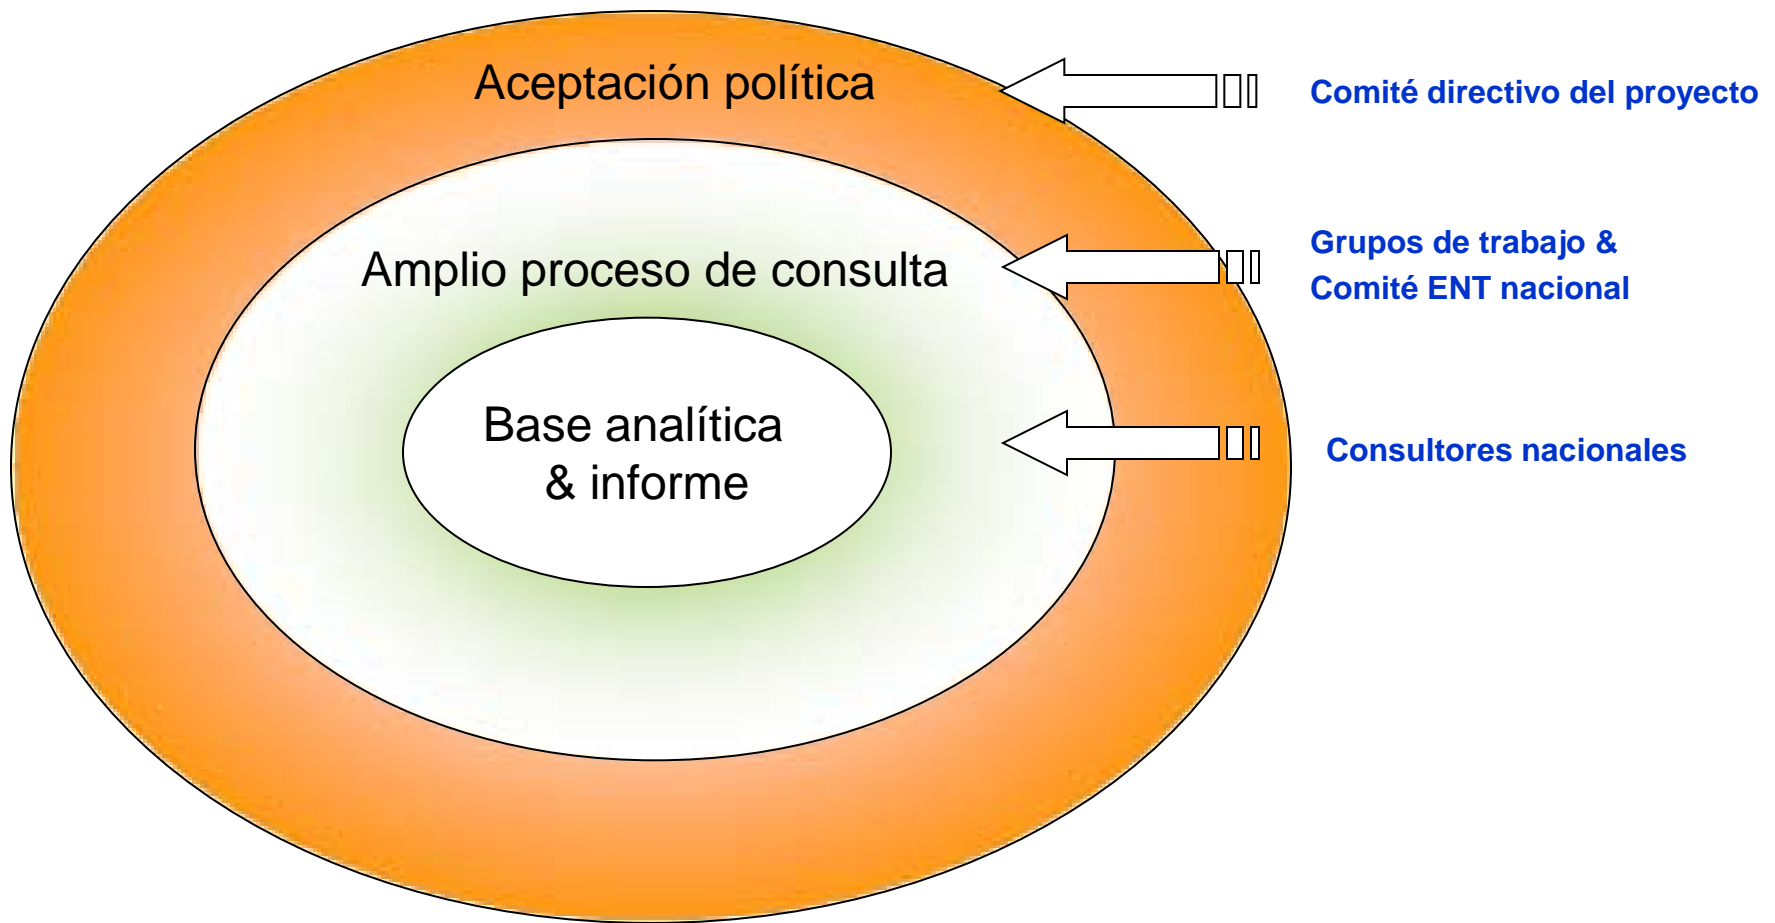 Aceptación política
Comité directivo del proyecto
Amplio proceso de consulta
Grupos de trabajo &
Comité ENT nacional
Base analítica
& informe
Consultores nacionales